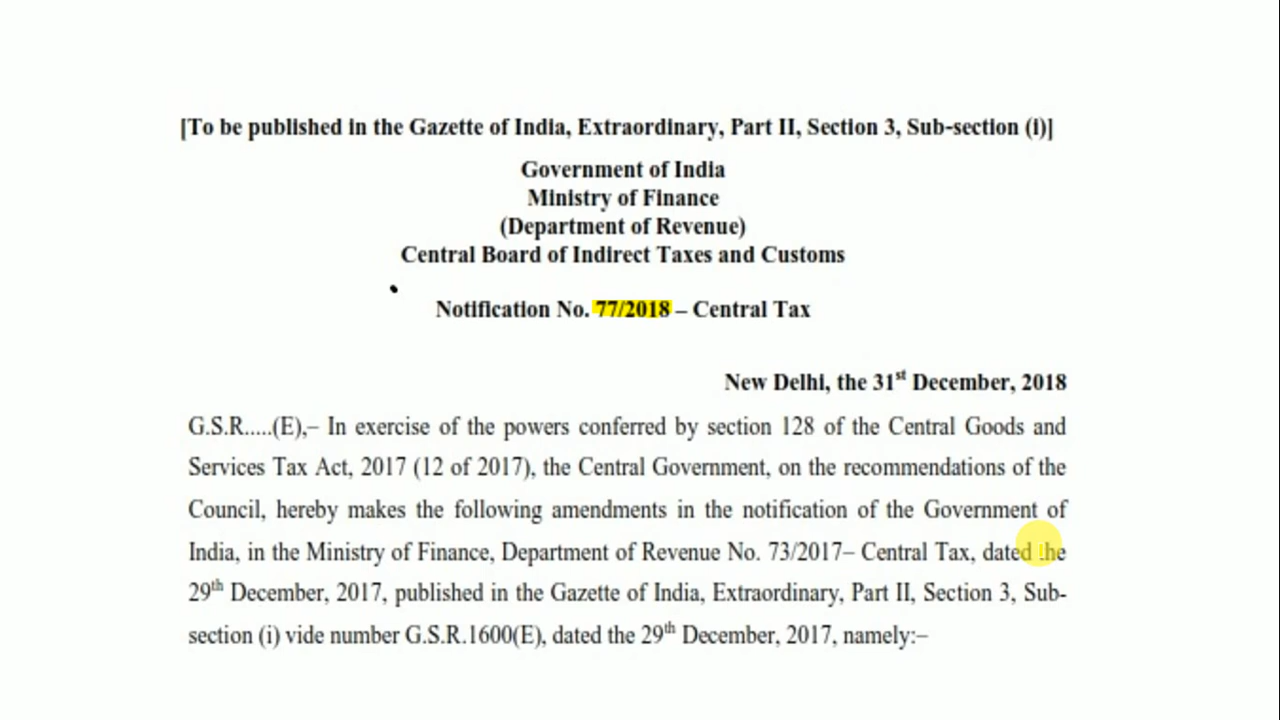 [To be published in the Gazette of India, Extraordinary, Part II, Section 3, Sub-section (i)]
Government of India
Ministry of Finance
(Department of Revenue)
Central Board of Indirect Taxes and Customs
Notification No. 77/2018 – Central Tax
New Delhi, the 31st December, 2018
G.S.R.....(E),– In exercise of the powers conferred by section 128 of the Central Goods and
Services Tax Act, 2017 (12 of 2017), the Central Government, on the recommendations of the
Council, hereby makes the following amendments in the notification of the Government of
India, in the Ministry of Finance, Department of Revenue No. 73/2017– Central Tax, dated the
29th December, 2017, published in the Gazette of India, Extraordinary, Part II, Section 3, Sub-
section (i) vide number G.S.R.1600(E), dated the 29th December, 2017, namely:–